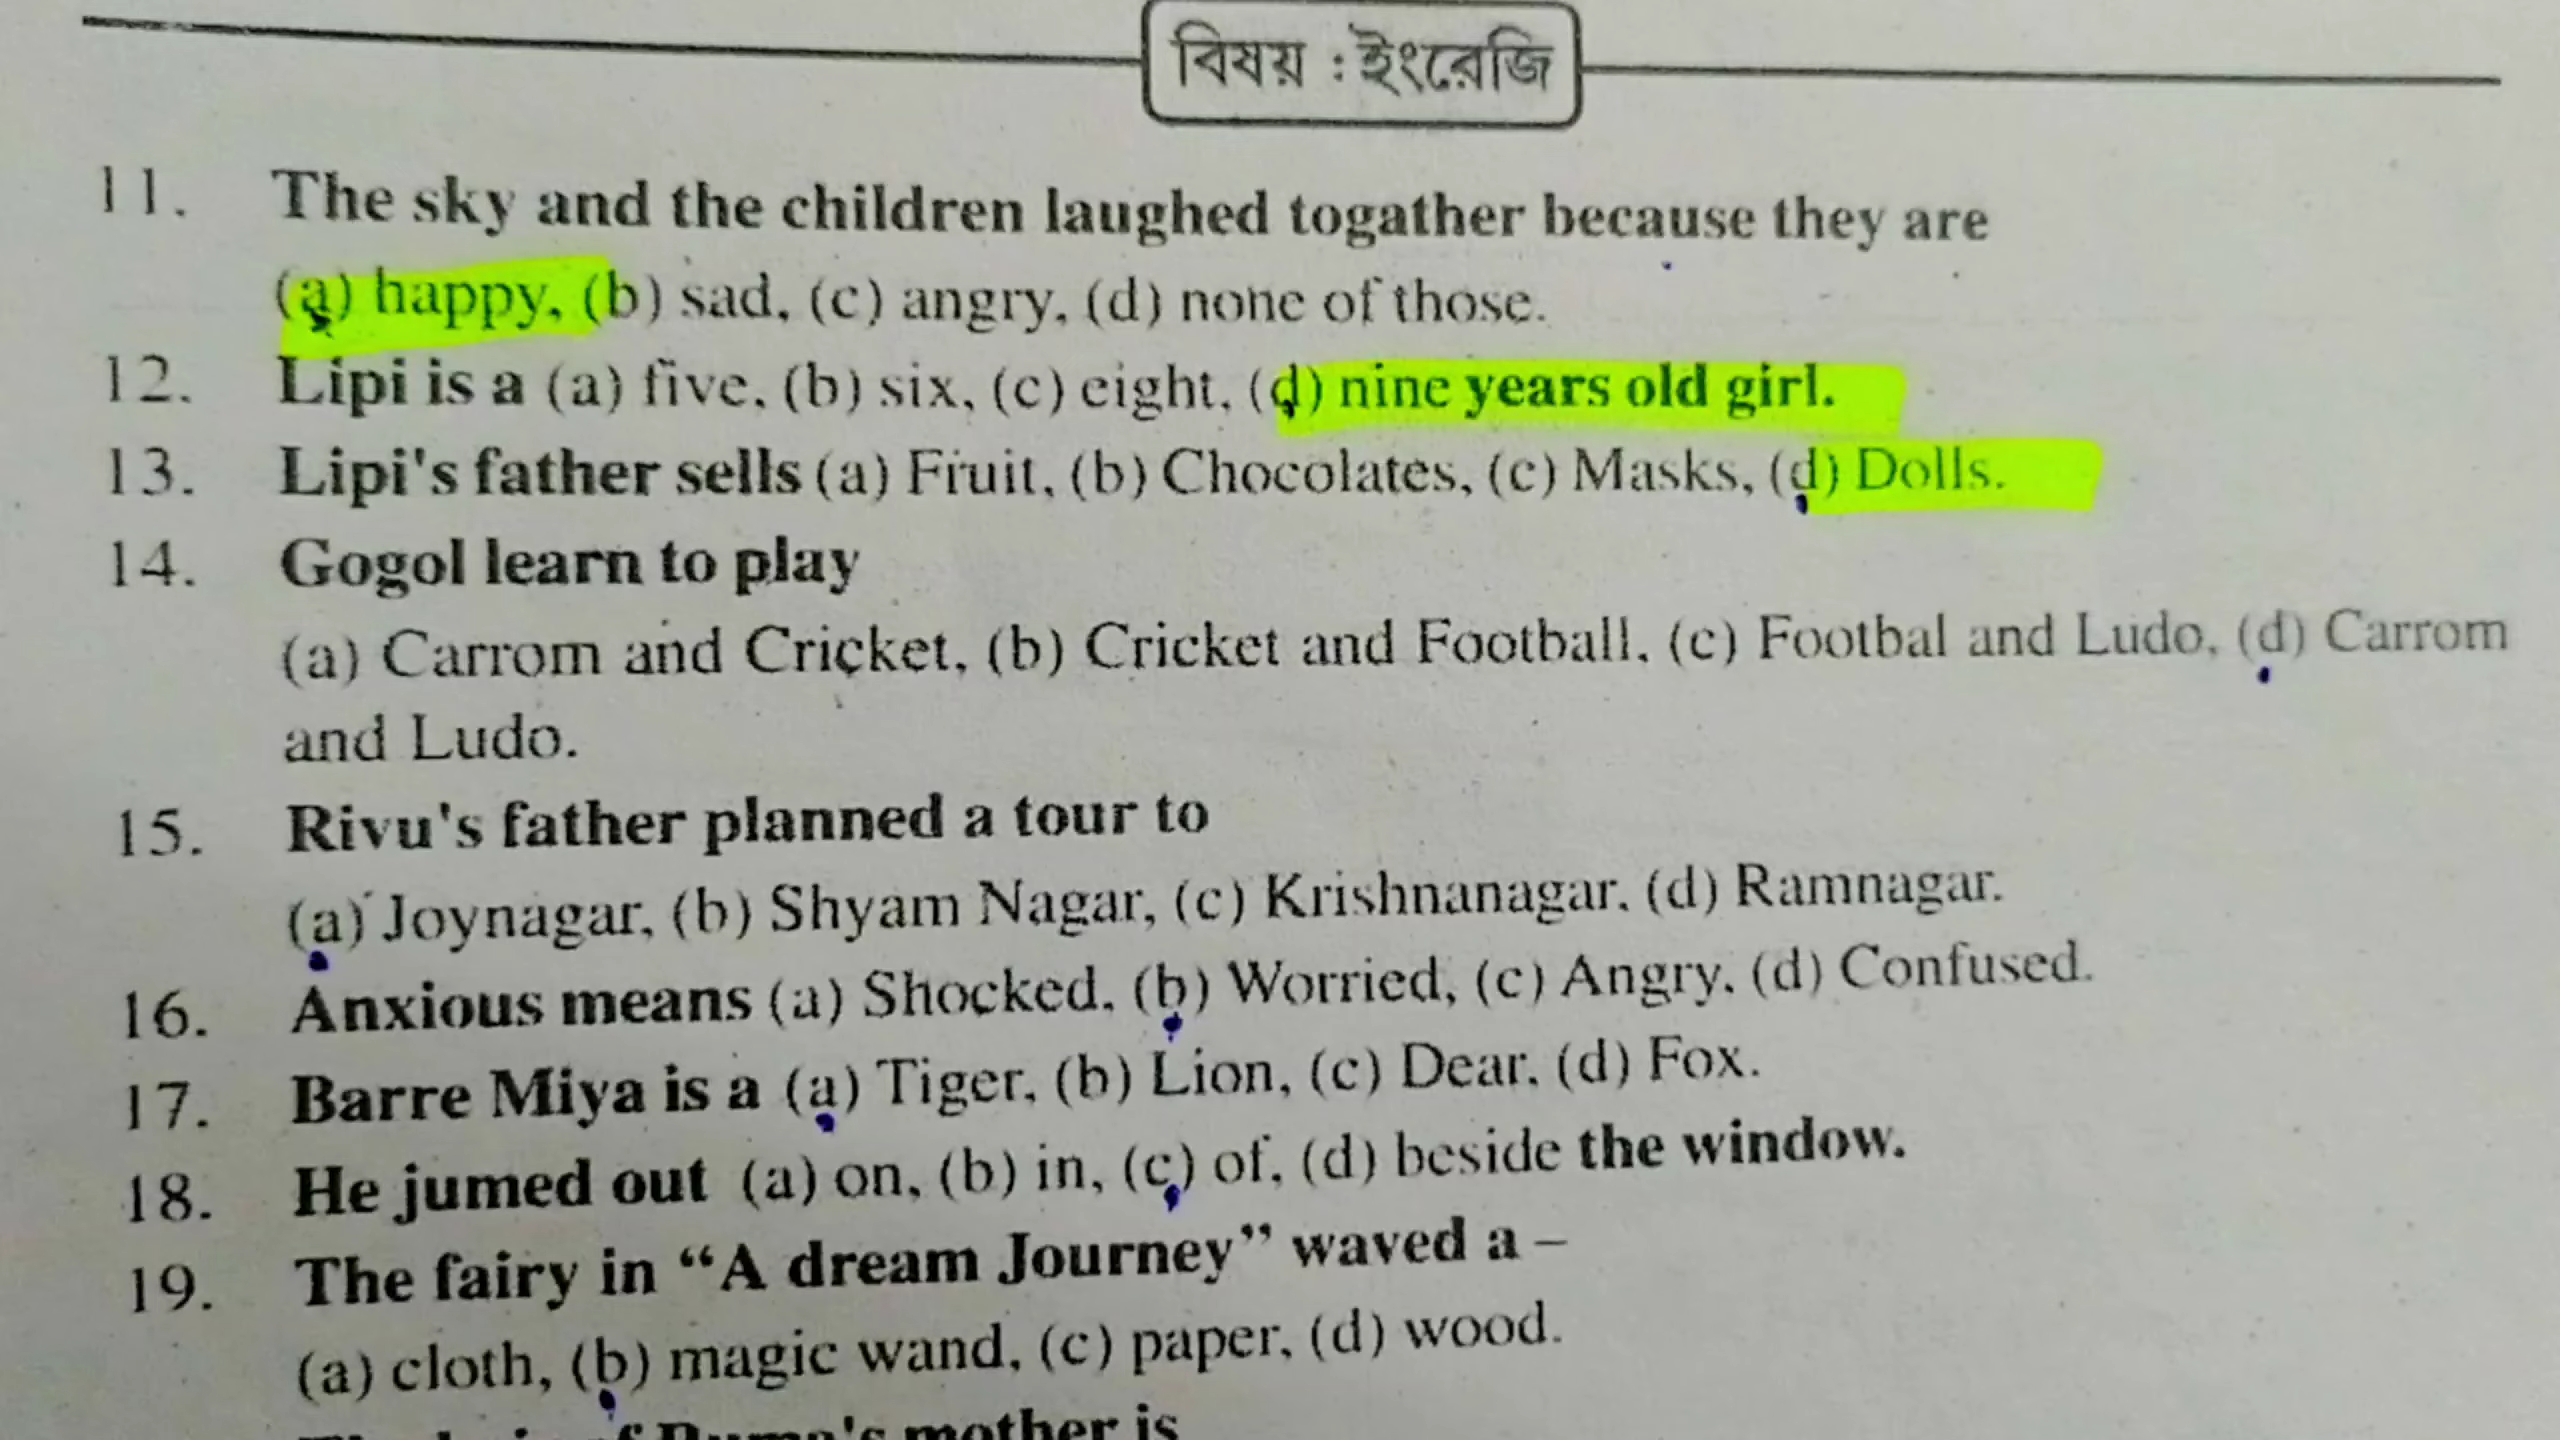 বিষয় : ইংরেজি
11. The sky and the children laughed togather because they are
(a) happy, (b) sad, (c) angry, (d) none of those.
12. Lipi is a (a) five, (b) six, (c) eight, (d) nine years old girl.
13. Lipi's father sells (a) Fruit, (b) Chocolates, (c) Masks, (d) Dolls.
14. Gogol learn to play
(a) Carrom and Cricket, (b) Cricket and Football, (c) Footbal and Ludo, (d) Carrom
and Ludo.
15. Rivu's father planned a tour to
(a) Joynagar, (b) Shyam Nagar, (c) Krishnanagar, (d) Ramnagar.
16. Anxious means (a) Shocked, (b) Worried, (c) Angry, (d) Confused.
17. Barre Miya is a (a) Tiger, (b) Lion, (c) Dear, (d) Fox.
18. He jumed out (a) on, (b) in, (c) of, (d) beside the window.
19. The fairy in “A dream Journey” waved a –
(a) cloth, (b) magic wand, (c) paper, (d) wood.
mother is